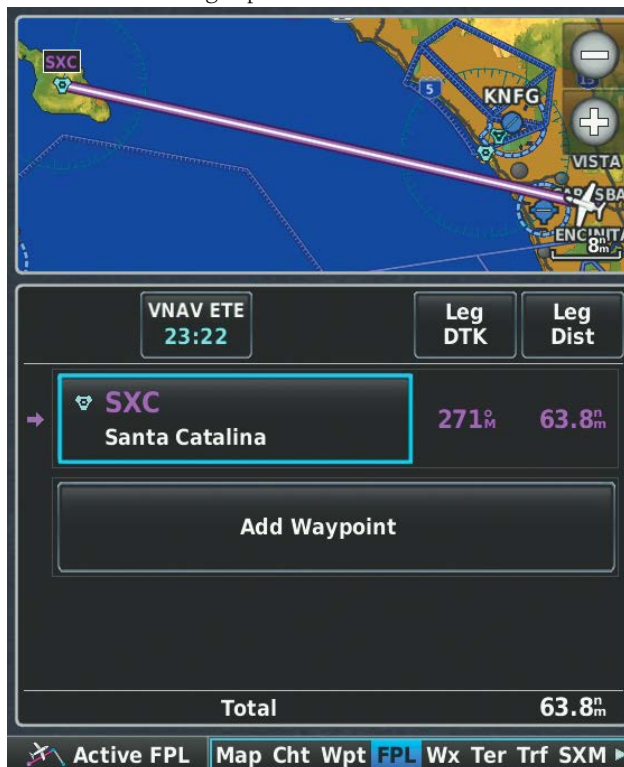 SXC
5
KNFG
15
VISTA
SBA
8nm
VNAV ETE
23:22
Leg
DTK
Leg
Dist
SXC
Santa Catalina
271°M
63.8nm
Add Waypoint
Total
63.8nm
Active FPL
Map Cht Wpt FPL Wx Ter Trf SXM